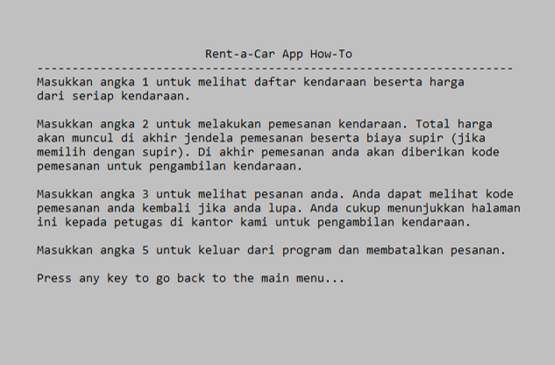 Rent-a-Car App How-To
--------------------------------------------------------------------
Masukkan angka 1 untuk melihat daftar kendaraan beserta harga
dari seriap kendaraan.
Masukkan angka 2 untuk melakukan pemesanan kendaraan. Total harga
akan muncul di akhir jendela pemesanan beserta biaya supir (jika
memilih dengan supir). Di akhir pemesanan anda akan diberikan kode
pemesanan untuk pengambilan kendaraan.
Masukkan angka 3 untuk melihat pesanan anda. Anda dapat melihat kode
pemesanan anda kembali jika anda lupa. Anda cukup menunjukkan halaman
ini kepada petugas di kantor kami untuk pengambilan kendaraan.
Masukkan angka 5 untuk keluar dari program dan membatalkan pesanan.
Press any key to go back to the main menu...